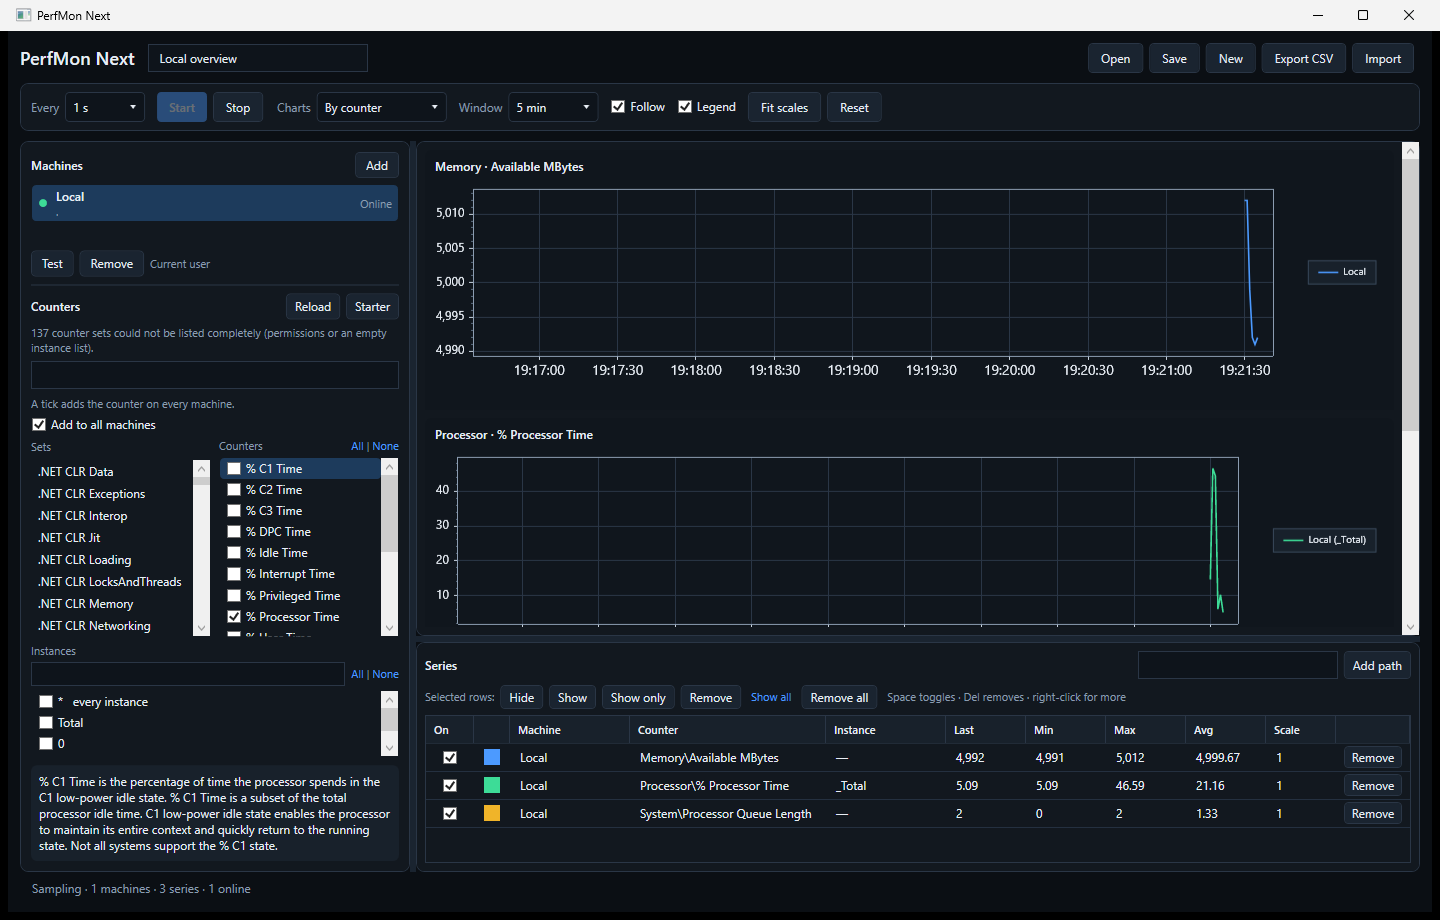 PerfMon Next
PerfMon Next
Local overview
Open
Save
New
Export CSV
Import
Every
1 s
Start
Stop
Charts
By counter
Window
5 min
Follow
Legend
Fit scales
Reset
Machines
Add
Local
.
Online
Test
Remove
Current user
Counters
Reload
Starter
137 counter sets could not be listed completely (permissions or an empty
instance list).
A tick adds the counter on every machine.
Add to all machines
Sets
.NET CLR Data
.NET CLR Exceptions
.NET CLR Interop
.NET CLR Jit
.NET CLR Loading
.NET CLR LocksAndThreads
.NET CLR Memory
.NET CLR Networking
Counters
All | None
% C1 Time
% C2 Time
% C3 Time
% DPC Time
% Idle Time
% Interrupt Time
% Privileged Time
% Processor Time
% User Time
Instances
All | None
* every instance
Total
0
% C1 Time is the percentage of time the processor spends in the
C1 low-power idle state. % C1 Time is a subset of the total
processor idle time. C1 low-power idle state enables the processor
to maintain its entire context and quickly return to the running
state. Not all systems support the % C1 state.
Memory · Available MBytes
5,010
5,005
5,000
4,995
4,990
19:17:00 19:17:30 19:18:00 19:18:30 19:19:00 19:19:30 19:20:00 19:20:30 19:21:00 19:21:30
Local
Processor · % Processor Time
40
30
20
10
Local (_Total)
Series
Add path
Selected rows:
Hide
Show
Show only
Remove
Show all
Remove all
Space toggles · Del removes · right-click for more
On Machine Counter Instance Last Min Max Avg Scale
Local Memory\Available MBytes — 4,992 4,991 5,012 4,999.67 1 Remove
Local Processor\% Processor Time _Total 5.09 5.09 46.59 21.16 1 Remove
Local System\Processor Queue Length — 2 0 2 1.33 1 Remove
Sampling · 1 machines · 3 series · 1 online